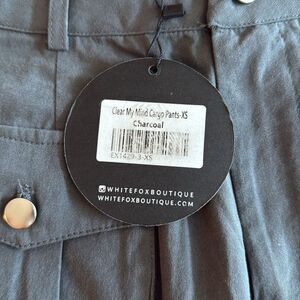 Clear My Mind Cargo Pants-XS
Charcoal
EX1429-3-XS
WHITEFOXBOUTIQUE
WHITEFOXBOUTIQUE.COM